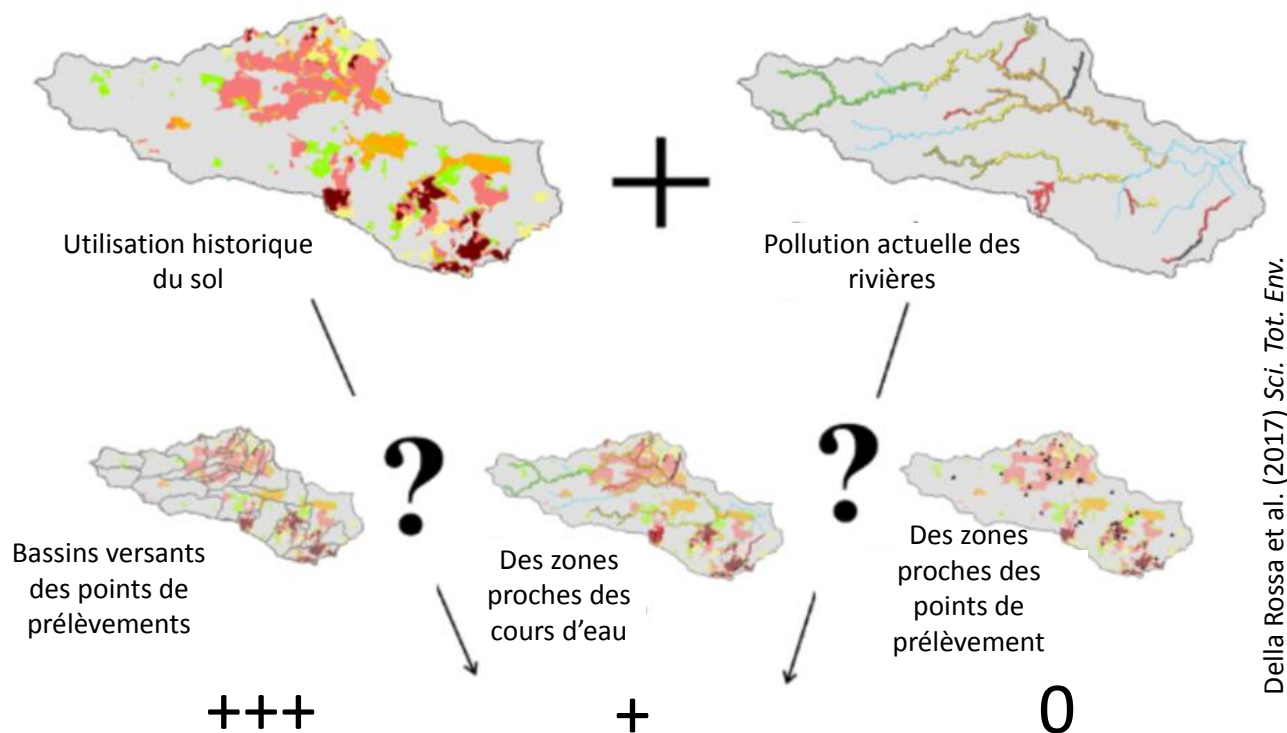 +
Utilisation historique
du sol
Pollution actuelle des
rivières
?
?
Bassins versants
des points de
prélèvements
Des zones
proches des
cours d'eau
Des zones
proches des
points de
prélèvement
+++
+
0
Della Rossa et al. (2017) Sci. Tot. Env.